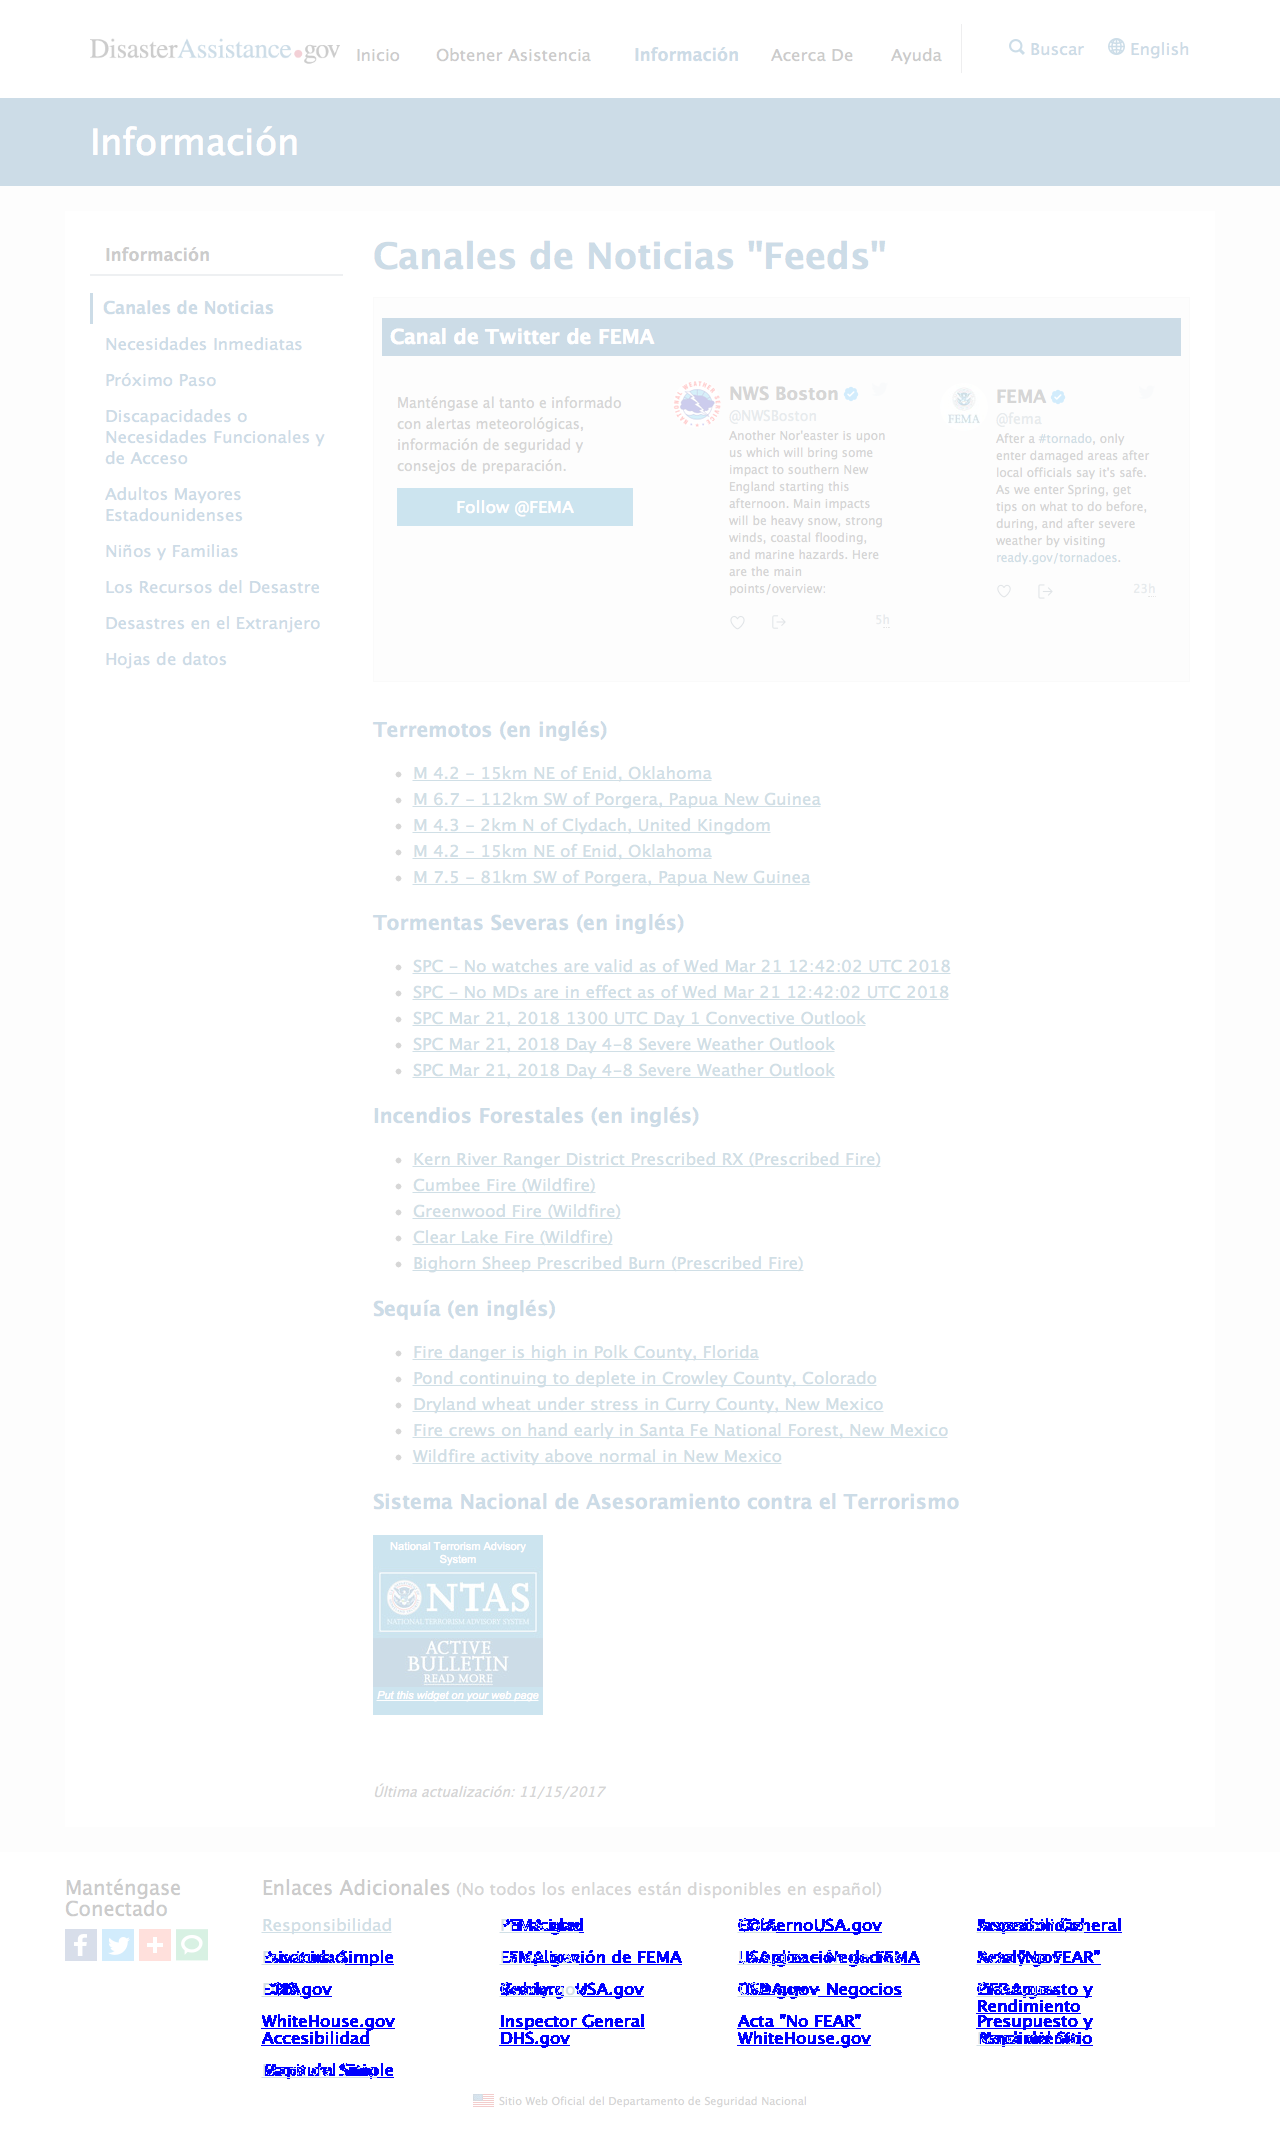 DisasterAssistance.gov Inicio Obtener Asistencia Información Acerca De Ayuda Buscar English
Información
Información
Canales de Noticias
Necesidades Inmediatas
Próximo Paso
Discapacidades o
Necesidades Funcionales y
de Acceso
Adultos Mayores
Estadounidenses
Niños y Familias
Los Recursos del Desastre
Desastres en el Extranjero
Hojas de datos
Canales de Noticias "Feeds"
Canal de Twitter de FEMA
Manténgase al tanto e informado
con alertas meteorológicas,
información de seguridad y
consejos de preparación.
Follow @FEMA
NWS Boston
@NWSBoston
Another Nor'easter is upon
us which will bring some
impact to southern New
England starting this
afternoon. Main impacts
will be heavy snow, strong
winds, coastal flooding,
and marine hazards. Here
are the main
points/overview:
5h
FEMA
FEMA
@fema
After a #tornado, only
enter damaged areas after
local officials say it's safe.
As we enter Spring, get
tips on what to do before,
during, and after severe
weather by visiting
ready.gov/tornadoes.
23h
Terremotos (en inglés)
M 4.2 - 15km NE of Enid, Oklahoma
M 6.7 - 112km SW of Porgera, Papua New Guinea
M 4.3 - 2km N of Clydach, United Kingdom
M 4.2 - 15km NE of Enid, Oklahoma
M 7.5 - 81km SW of Porgera, Papua New Guinea
Tormentas Severas (en inglés)
SPC - No watches are valid as of Wed Mar 21 12:42:02 UTC 2018
SPC - No MDs are in effect as of Wed Mar 21 12:42:02 UTC 2018
SPC Mar 21, 2018 1300 UTC Day 1 Convective Outlook
SPC Mar 21, 2018 Day 4-8 Severe Weather Outlook
SPC Mar 21, 2018 Day 4-8 Severe Weather Outlook
Incendios Forestales (en inglés)
Kern River Ranger District Prescribed RX (Prescribed Fire)
Cumbee Fire (Wildfire)
Greenwood Fire (Wildfire)
Clear Lake Fire (Wildfire)
Bighorn Sheep Prescribed Burn (Prescribed Fire)
Sequía (en inglés)
Fire danger is high in Polk County, Florida
Pond continuing to deplete in Crowley County, Colorado
Dryland wheat under stress in Curry County, New Mexico
Fire crews on hand early in Santa Fe National Forest, New Mexico
Wildfire activity above normal in New Mexico
Sistema Nacional de Asesoramiento contra el Terrorismo
National Terrorism Advisory
System
NTAS
NATIONAL TERRORISM ADVISORY SYSTEM
ACTIVE
BULLETIN
READ MORE
Put this widget on your web page
Última actualización: 11/15/2017
Manténgase
Conectado
Enlaces Adicionales (No todos los enlaces están disponibles en español)
Responsibilidad
de FEMA
Negocios
Rendimiento
WhiteHouse.gov Inspector General Acta "No FEAR" Presupuesto y
Accesibilidad DHS.gov WhiteHouse.gov
Sitio Web Oficial del Departamento de Seguridad Nacional